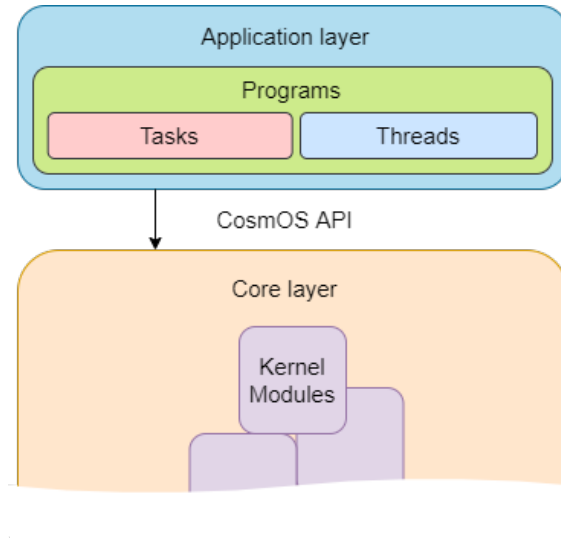 Application layer
Programs
Tasks
Threads
CosmOS API
Core layer
Kernel
Modules